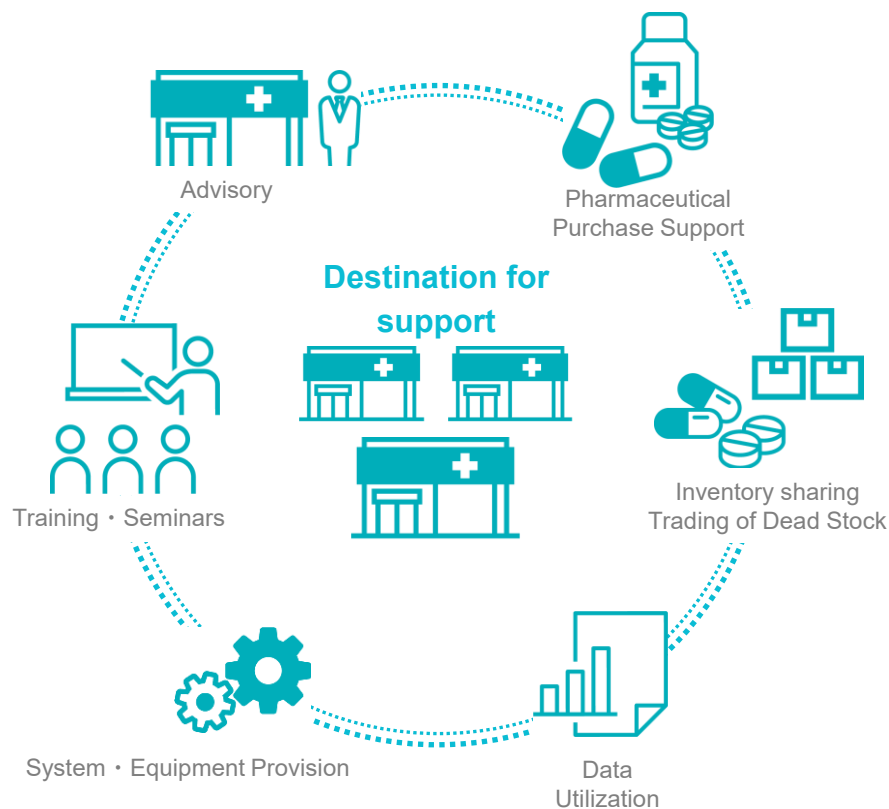 Advisory
Pharmaceutical
Purchase Support
Destination for
support
Inventory sharing
Trading of Dead Stock
Training・Seminars
System・Equipment Provision
Data
Utilization